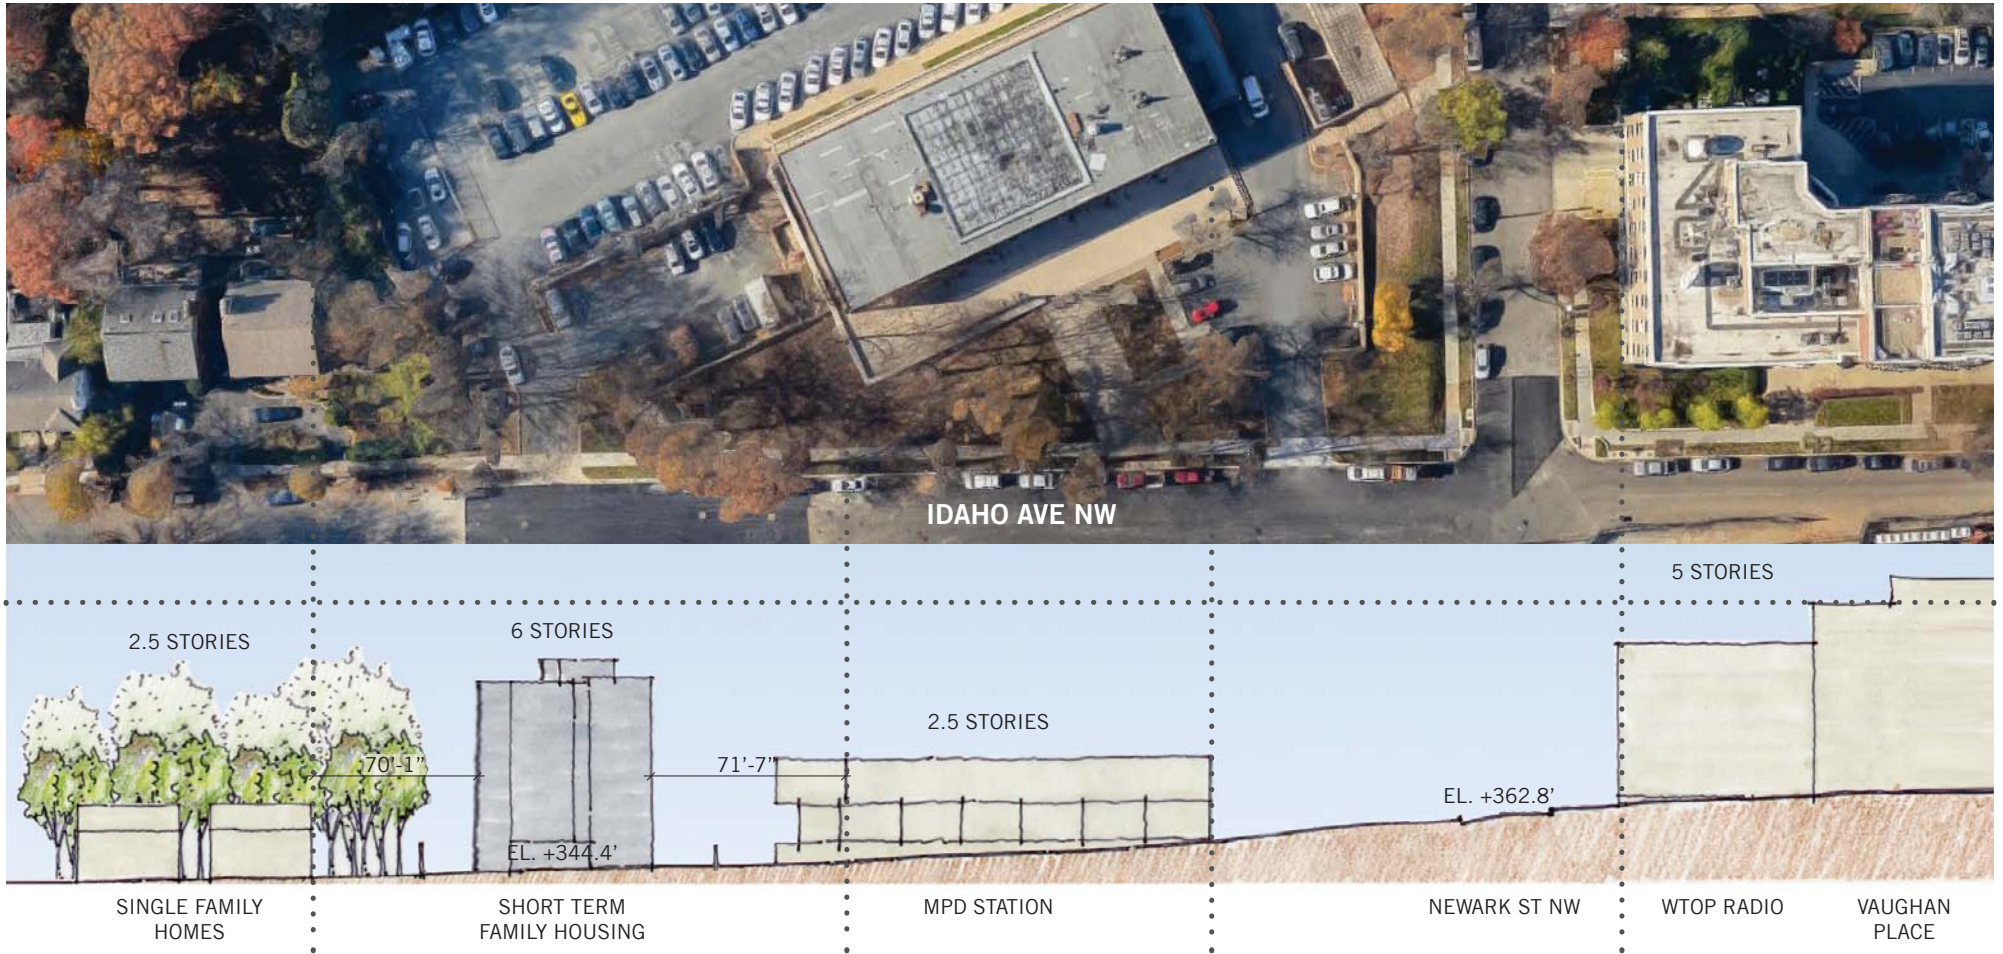 IDAHO AVE NW
5 STORIES
2.5 STORIES
6 STORIES
2.5 STORIES
70'-1"
71'-7"
EL. +362.8'
EL. +344.4'
SINGLE FAMILY
HOMES
SHORT TERM
FAMILY HOUSING
MPD STATION
NEWARK ST NW
WTOP RADIO
VAUGHAN
PLACE